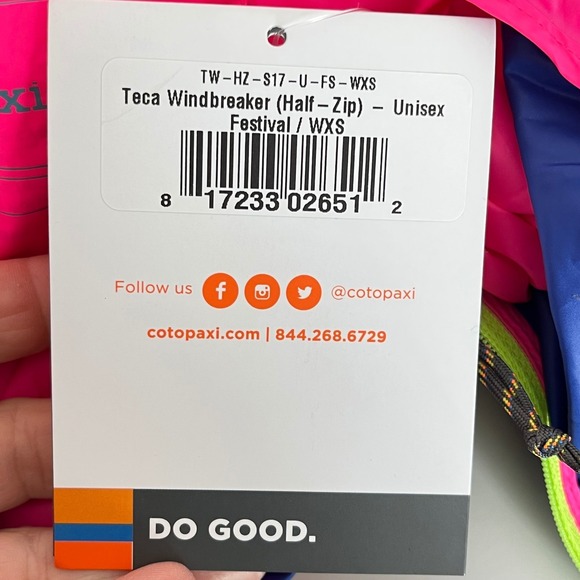 TW-HZ-S17-U-FS-WXS
Teca Windbreaker (Half-Zip) - Unisex
Festival / WXS
8 17233 02651 2
Follow us @cotopaxi
cotopaxi.com | 844.268.6729
DO GOOD.
xi